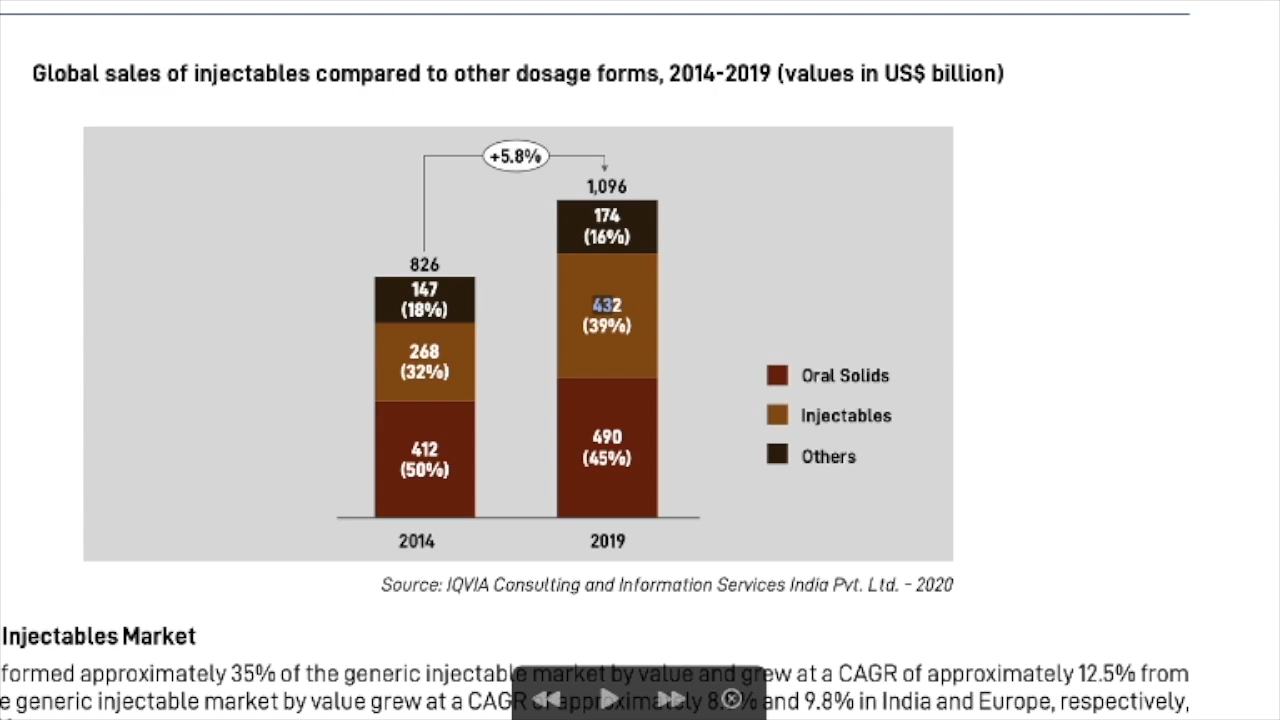 Global sales of injectables compared to other dosage forms, 2014-2019 (values in US$ billion)
+5.8%
1,096
174
(16%)
826
147
(18%)
432
(39%)
268
(32%)
Oral Solids
Injectables
490
(45%)
412
(50%)
Others
2014
2019
Source: IQVIA Consulting and Information Services India Pvt. Ltd. - 2020
Injectables Market
formed approximately 35% of the generic injectable market by value and grew at a CAGR of approximately 12.5% from
e generic injectable market by value grew at a CAGR approximately and 9.8% in India and Europe, respectively,